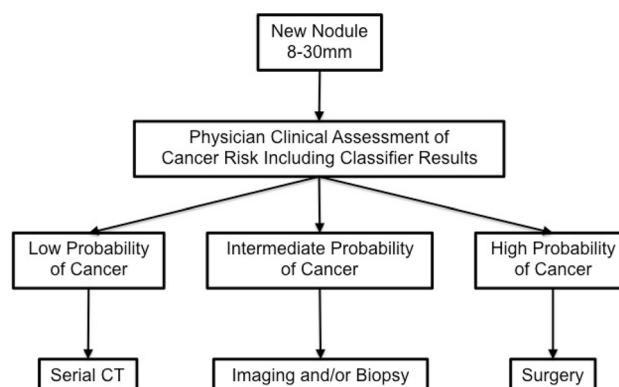 New Nodule
8-30mm
Physician Clinical Assessment of
Cancer Risk Including Classifier Results
Low Probability
of Cancer
Intermediate Probability
of Cancer
High Probability
of Cancer
Serial CT
Imaging and/or Biopsy
Surgery